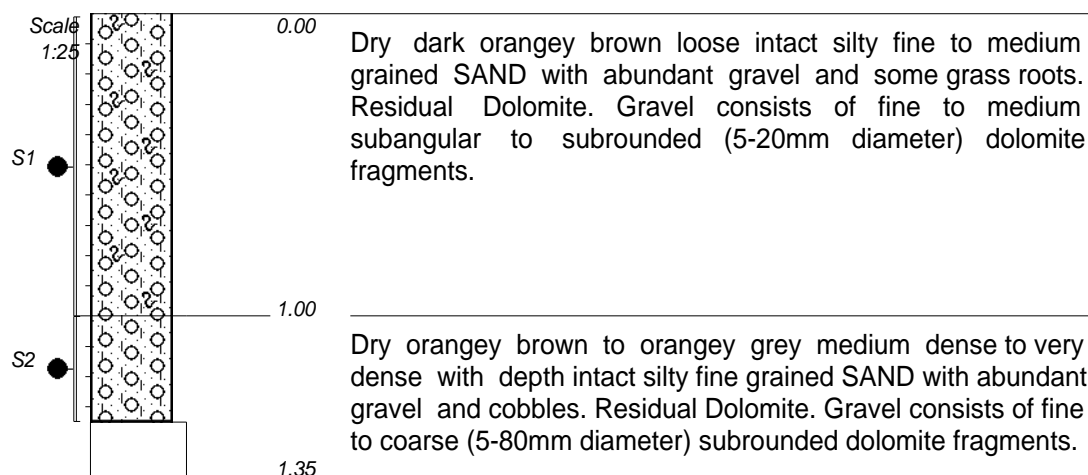 Scale
1:25
0.00
Dry dark orangey brown loose intact silty fine to medium
grained SAND with abundant gravel and some grass roots.
Residual Dolomite. Gravel consists of fine to medium
subangular to subrounded (5-20mm diameter) dolomite
fragments.
S1
1.00
S2
Dry orangey brown to orangey grey medium dense to very
dense with depth intact silty fine grained SAND with abundant
gravel and cobbles. Residual Dolomite. Gravel consists of fine
to coarse (5-80mm diameter) subrounded dolomite fragments.
1.35